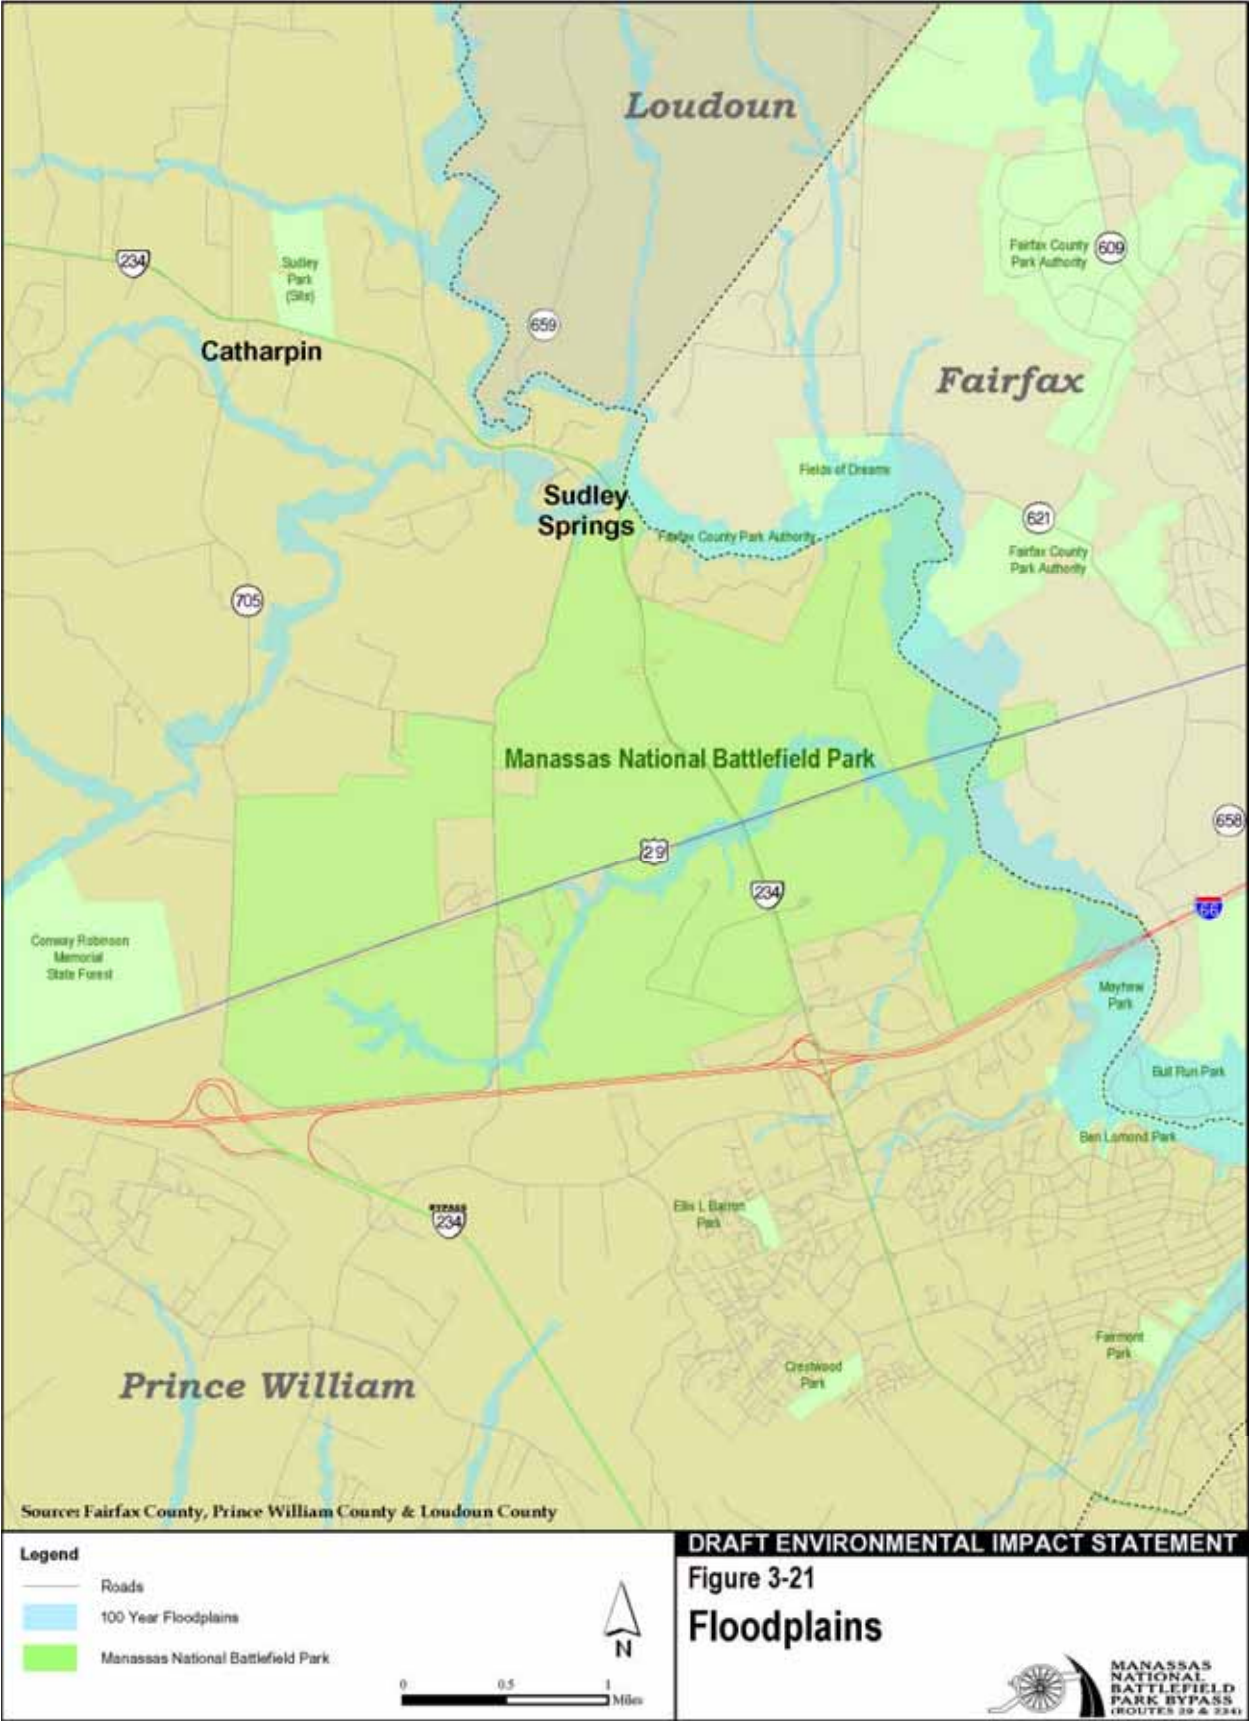 Loudoun
Fairfax County
Park Authority
609
234
Sudley
Park
(Site)
659
Catharpin
Fairfax
Fields of Dreams
Sudley
Springs
621
Fairfax County Park Authority
Fairfax County
Park Authority
705
Manassas National Battlefield Park
658
29
234
66
Conway Robinson
Memorial
State Forest
Mayhew
Park
Bull Run Park
Ben Lomond Park
Ellis L Barron
Park
BYPASS
234
Fairmont
Park
Crestwood
Park
Prince William
Source: Fairfax County, Prince William County & Loudoun County
Legend
Roads
100 Year Floodplains
Manassas National Battlefield Park
N
0 0.5 1
Miles
DRAFT ENVIRONMENTAL IMPACT STATEMENT
Figure 3-21
Floodplains
MANASSAS
NATIONAL
BATTLEFIELD
PARK BYPASS
(ROUTES 29 & 234)